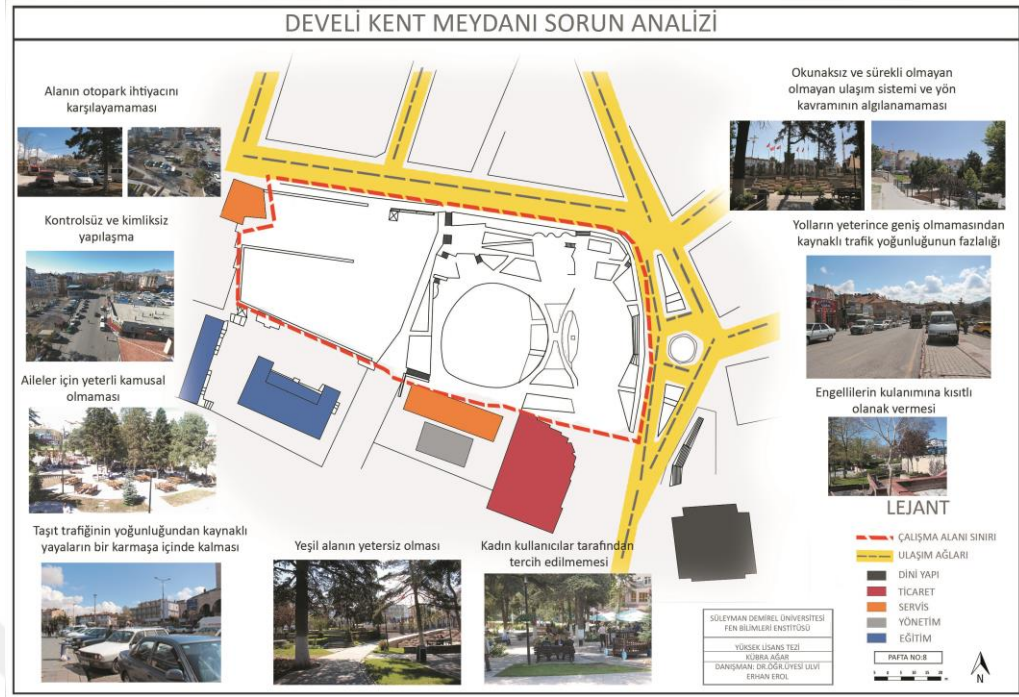 DEVELİ KENT MEYDANI SORUN ANALİZİ
Alanın otopark ihtiyacını
karşılayamaması
Kontrolsüz ve kimliksiz
yapılaşma
Aileler için yeterli kamusal
olmaması
Taşıt trafiğinin yoğunluğundan kaynaklı
yayaların bir karmaşa içinde kalması
Yeşil alanın yetersiz olması
Kadın kullanıcılar tarafından
tercih edilmemesi
Okunaksız ve sürekli olmayan
olmayan ulaşım sistemi ve yön
kavramının algılanamaması
Yolların yeterince geniş olmamasından
kaynaklı trafik yoğunluğunun fazlalığı
Engellilerin kulanımına kısıtlı
olanak vermesi
LEJANT
ÇALIŞMA ALANI SINIRI
ULAŞIM AĞLARI
DİNİ YAPI
TİCARET
SERVİS
YÖNETİM
EĞİTİM
SÜLEYMAN DEMİREL ÜNİVERSİTESİ
FEN BİLİMLERİ ENSTİTÜSÜ
YÜKSEK LİSANS TEZİ
KÜBRA AĞAR
DANIŞMAN: DR.ÖĞR.ÜYESİ ULVİ
ERHAN EROL
PAFTA NO:8
N